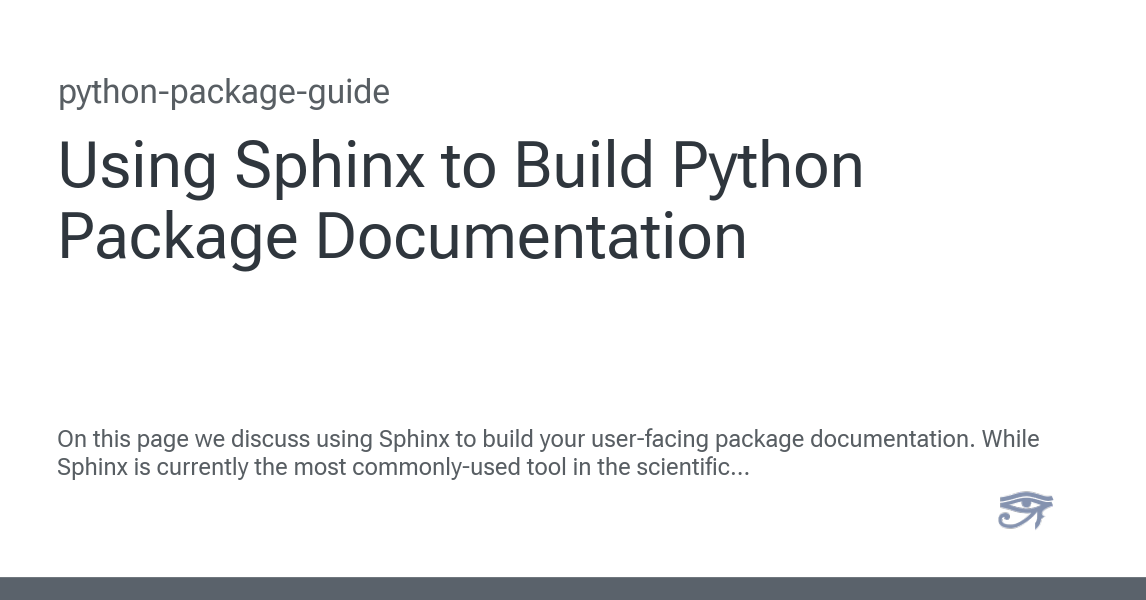 python-package-guide
Using Sphinx to Build Python
Package Documentation
On this page we discuss using Sphinx to build your user-facing package documentation. While
Sphinx is currently the most commonly-used tool in the scientific...